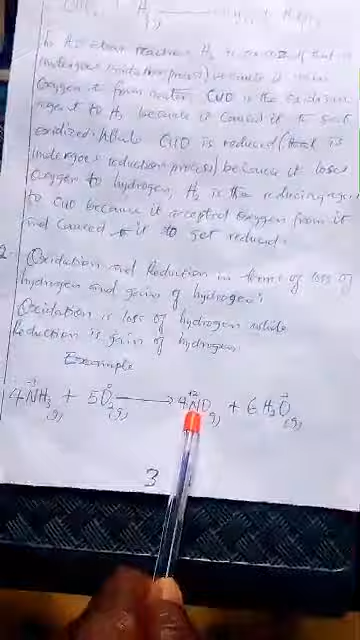 In the above reaction H₂ is oxidized (that is
undergoes oxidation process) because it gains
oxygen to form water. CuO is the oxidising
agent to H₂ because it caused it to get
oxidized. While CuO is reduced (that is
undergoes reduction process) because it loses
oxygen to hydrogen, H₂ is the reducing agent
to CuO because it accepted oxygen from it
and caused it to get reduced.
2. Oxidation and Reduction in terms of loss of
hydrogen and gain of hydrogen:
Oxidation is loss of hydrogen while
Reduction is gain of hydrogen
Example
4NH₃(g) + 5O₂(g) → 4NO(g) + 6H₂O(g)
3